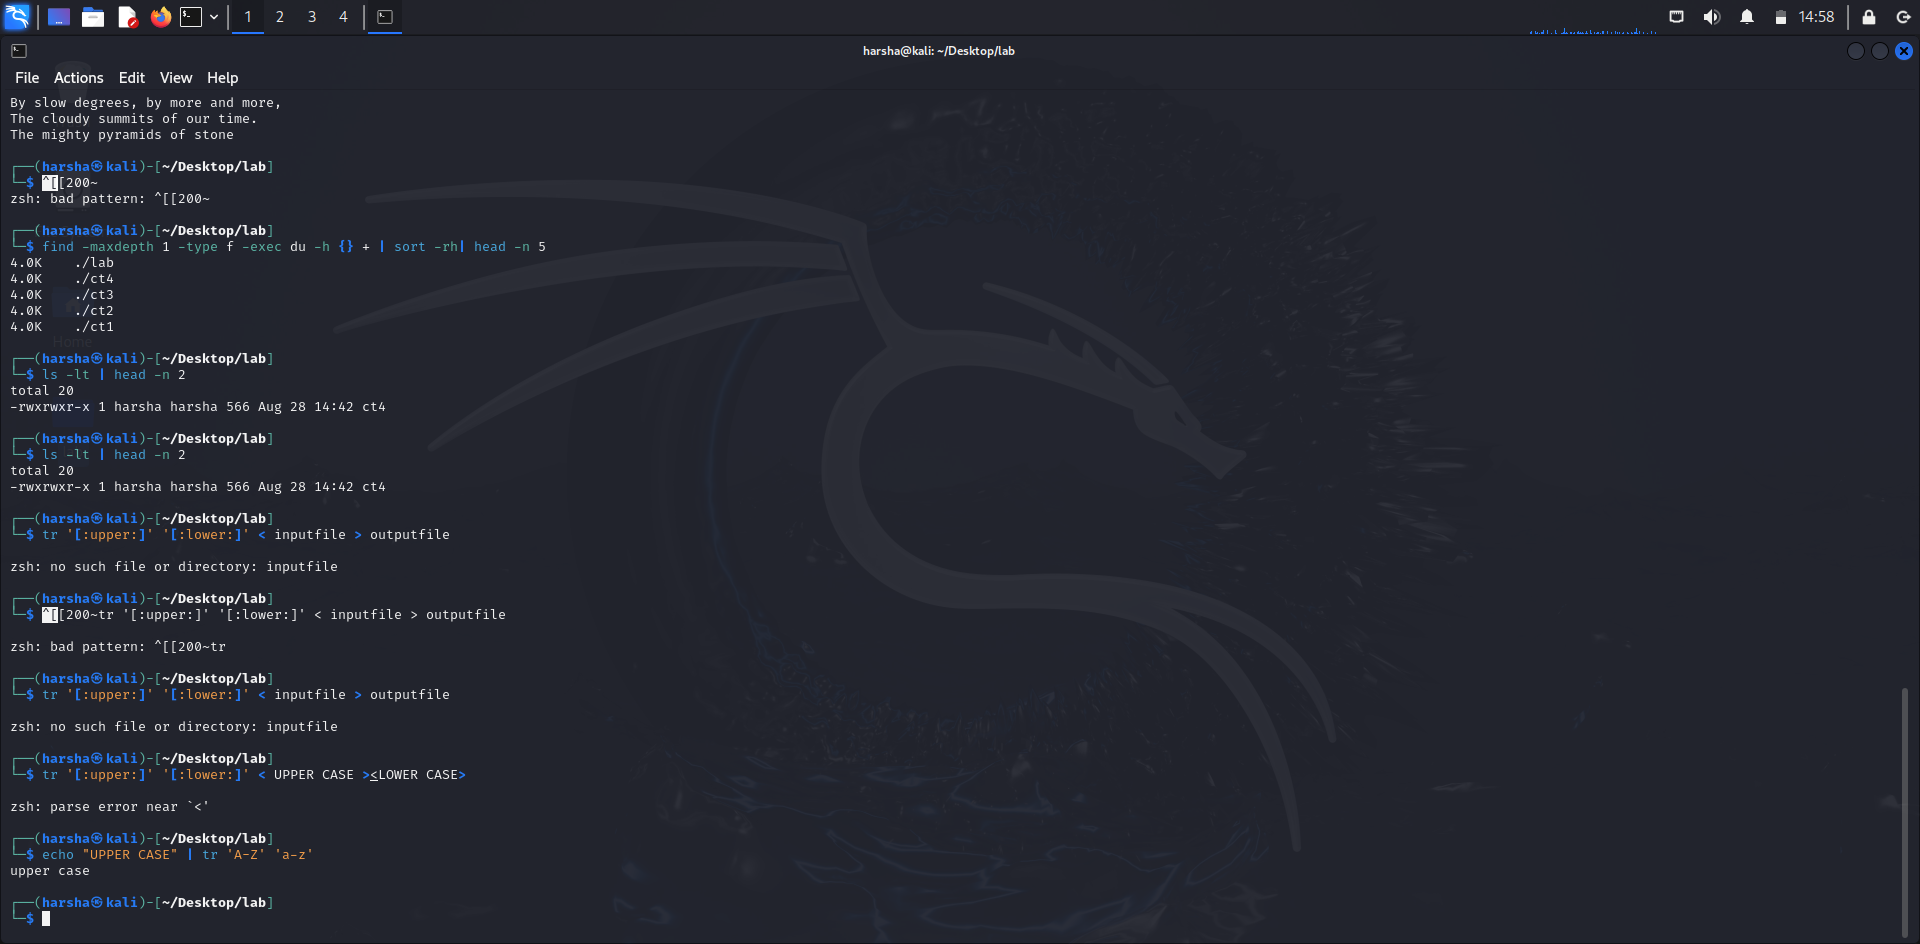 1 2 3 4 14:58
harsha@kali: ~/Desktop/lab
File Actions Edit View Help
By slow degrees, by more and more,
The cloudy summits of our time.
The mighty pyramids of stone
┌──(harsha㉿kali)-[~/Desktop/lab]
└─$ ^[[200~
zsh: bad pattern: ^[[200~
┌──(harsha㉿kali)-[~/Desktop/lab]
└─$ find -maxdepth 1 -type f -exec du -h {} + | sort -rh| head -n 5
4.0K    ./lab
4.0K    ./ct4
4.0K    ./ct3
4.0K    ./ct2
4.0K    ./ct1
Home
┌──(harsha㉿kali)-[~/Desktop/lab]
└─$ ls -lt | head -n 2
total 20
-rwxrwxr-x 1 harsha harsha 566 Aug 28 14:42 ct4
┌──(harsha㉿kali)-[~/Desktop/lab]
└─$ ls -lt | head -n 2
total 20
-rwxrwxr-x 1 harsha harsha 566 Aug 28 14:42 ct4
┌──(harsha㉿kali)-[~/Desktop/lab]
└─$ tr '[:upper:]' '[:lower:]' < inputfile > outputfile
zsh: no such file or directory: inputfile
┌──(harsha㉿kali)-[~/Desktop/lab]
└─$ ^[[200~tr '[:upper:]' '[:lower:]' < inputfile > outputfile
zsh: bad pattern: ^[[200~tr
┌──(harsha㉿kali)-[~/Desktop/lab]
└─$ tr '[:upper:]' '[:lower:]' < inputfile > outputfile
zsh: no such file or directory: inputfile
┌──(harsha㉿kali)-[~/Desktop/lab]
└─$ tr '[:upper:]' '[:lower:]' < UPPER CASE ><LOWER CASE>
zsh: parse error near `<'
┌──(harsha㉿kali)-[~/Desktop/lab]
└─$ echo "UPPER CASE" | tr 'A-Z' 'a-z'
upper case
┌──(harsha㉿kali)-[~/Desktop/lab]
└─$